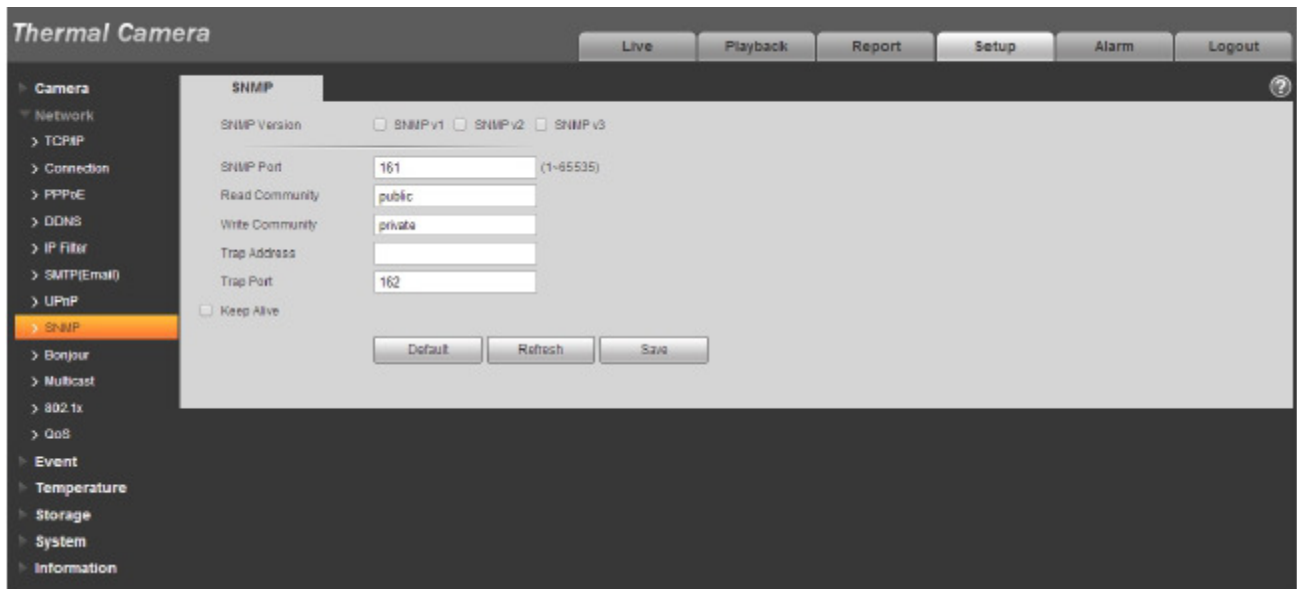 Thermal Camera
Live Playback Report Setup Alarm Logout
Camera
Network
> TCP/IP
> Connection
> PPPoE
> DDNS
> IP Filter
> SMTP(Email)
> UPnP
> SNMP
> Bonjour
> Multicast
> 802.1x
> QoS
Event
Temperature
Storage
System
Information
SNMP
?
SNMP Version SNMP v1 SNMP v2 SNMP v3
SNMP Port 161 (1~65535)
Read Community public
Write Community private
Trap Address
Trap Port 162
Keep Alive
Default Refresh Save